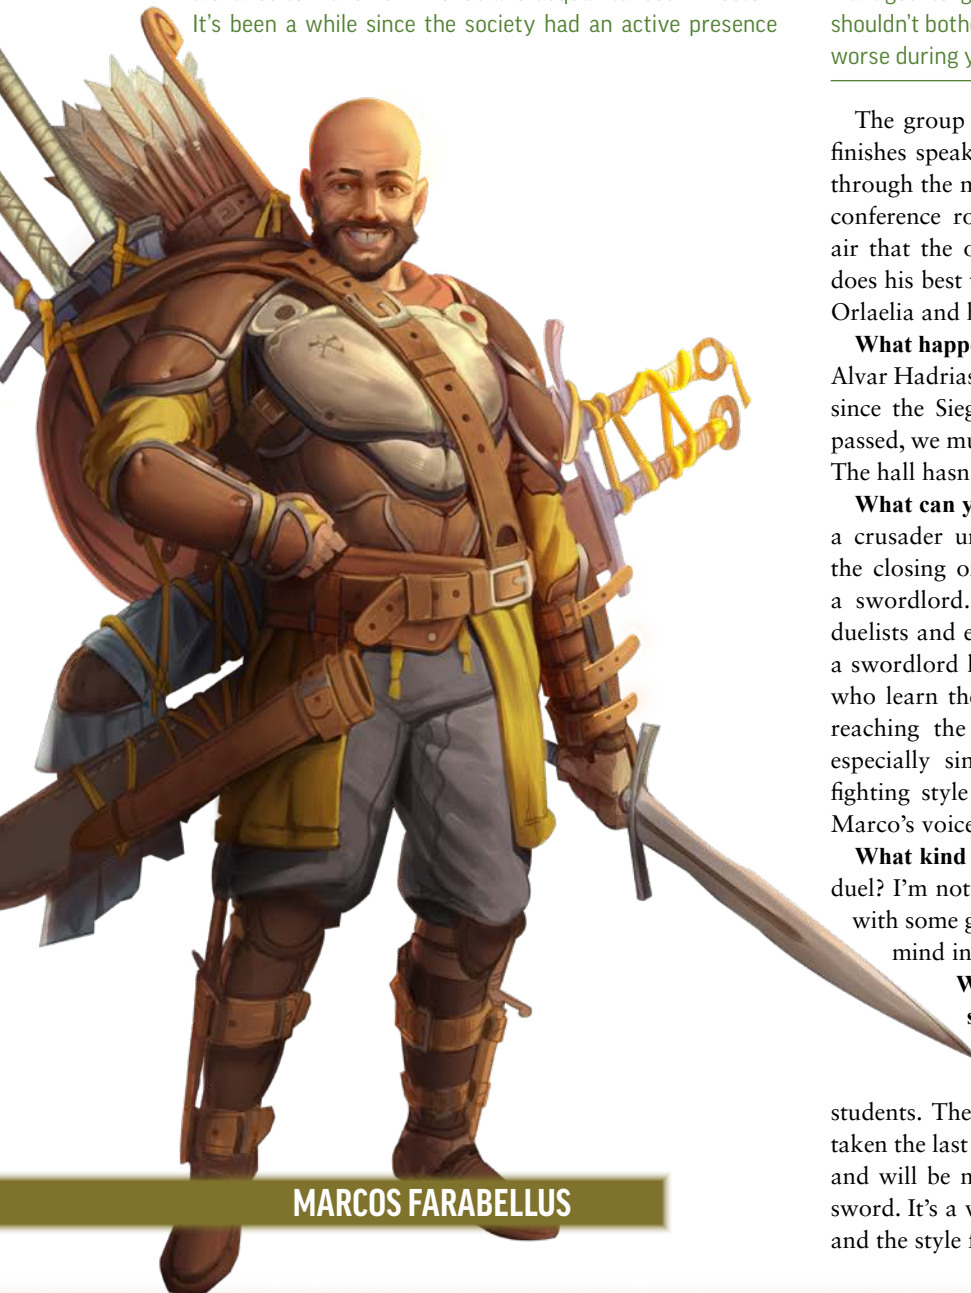 It's been a while since the society had an active presence
shouldn't both
worse during y
The group
finishes speak
through the m
conference ro
air that the o
does his best
Orlaelia and
What happe
Alvar Hadrias
since the Sieg
passed, we mu
The hall hasn
What can y
a crusader un
the closing o
a swordlord.
duelists and e
a swordlord
who learn the
reaching the
especially sin
fighting style
Marco's voice
What kind
duel? I'm not
with some g
mind in
W
s
students. The
taken the last
and will be n
sword. It's a w
and the style f
MARCOS FARABELLUS